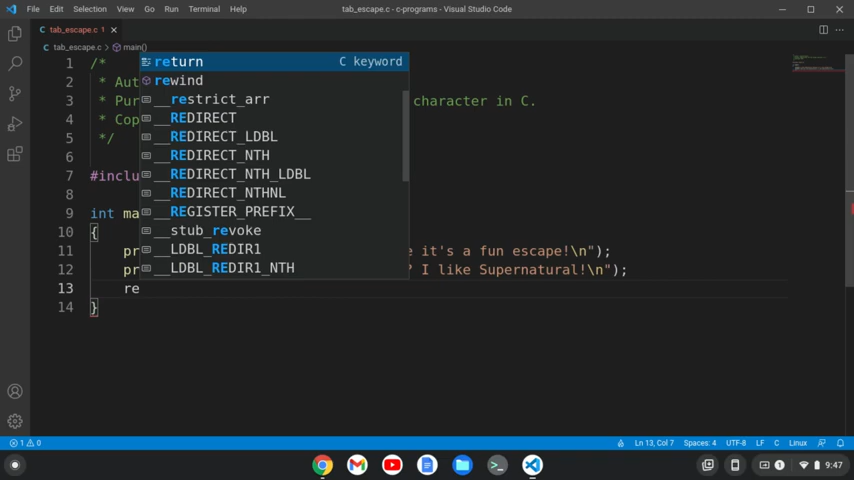 File Edit Selection View Go Run Terminal Help
tab_escape.c - c-programs - Visual Studio Code
tab_escape.c 1
C tab_escape.c > main()
1 /*
2 * Aut
3 * Pur character in C.
4 * Cop
5 */
6
7 #inclu
8
9 int ma
10 {
11 pr e it's a fun escape!\n");
12 pr ? I like Supernatural!\n");
13 re
14 }
return C keyword
rewind
__restrict_arr
__REDIRECT
__REDIRECT_LDBL
__REDIRECT_NTH
__REDIRECT_NTH_LDBL
__REDIRECT_NTHNL
__REGISTER_PREFIX__
__stub_revoke
__LDBL_REDIR1
__LDBL_REDIR1_NTH
1 0
Ln 13, Col 7 Spaces: 4 UTF-8 LF C Linux
1 9:47